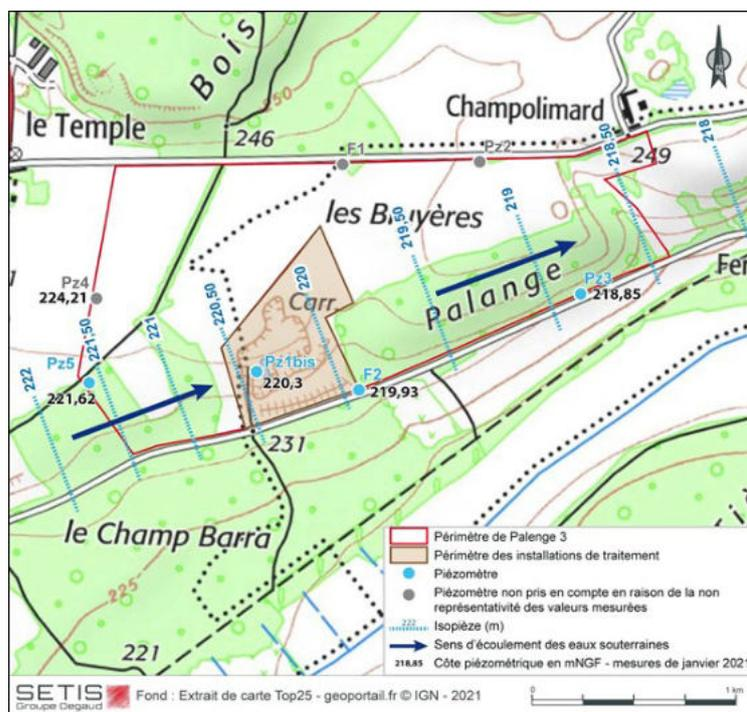 Bois
250
le Temple
246
Champolimard
249
F1
Pz2
218,50
218
les Bruyères
219
219,50
Pz4
224,21
220,50
220
Carr.
Palange
Pz3
218,85
Fer
221,50
221
222
Pz5
221,62
Pz1bis
220,3
F2
219,93
231
le Champ Barra
225
221
Périmètre de Palenge 3
Périmètre des installations de traitement
Piézomètre
Piézomètre non pris en compte en raison de la non
représentativité des valeurs mesurées
222 Isopièze (m)
Sens d'écoulement des eaux souterraines
218,85 Côte piézométrique en mNGF - mesures de janvier 2021
SETIS
Groupe Degaud
Fond : Extrait de carte Top25 - geoportail.fr © IGN - 2021
0 1 km